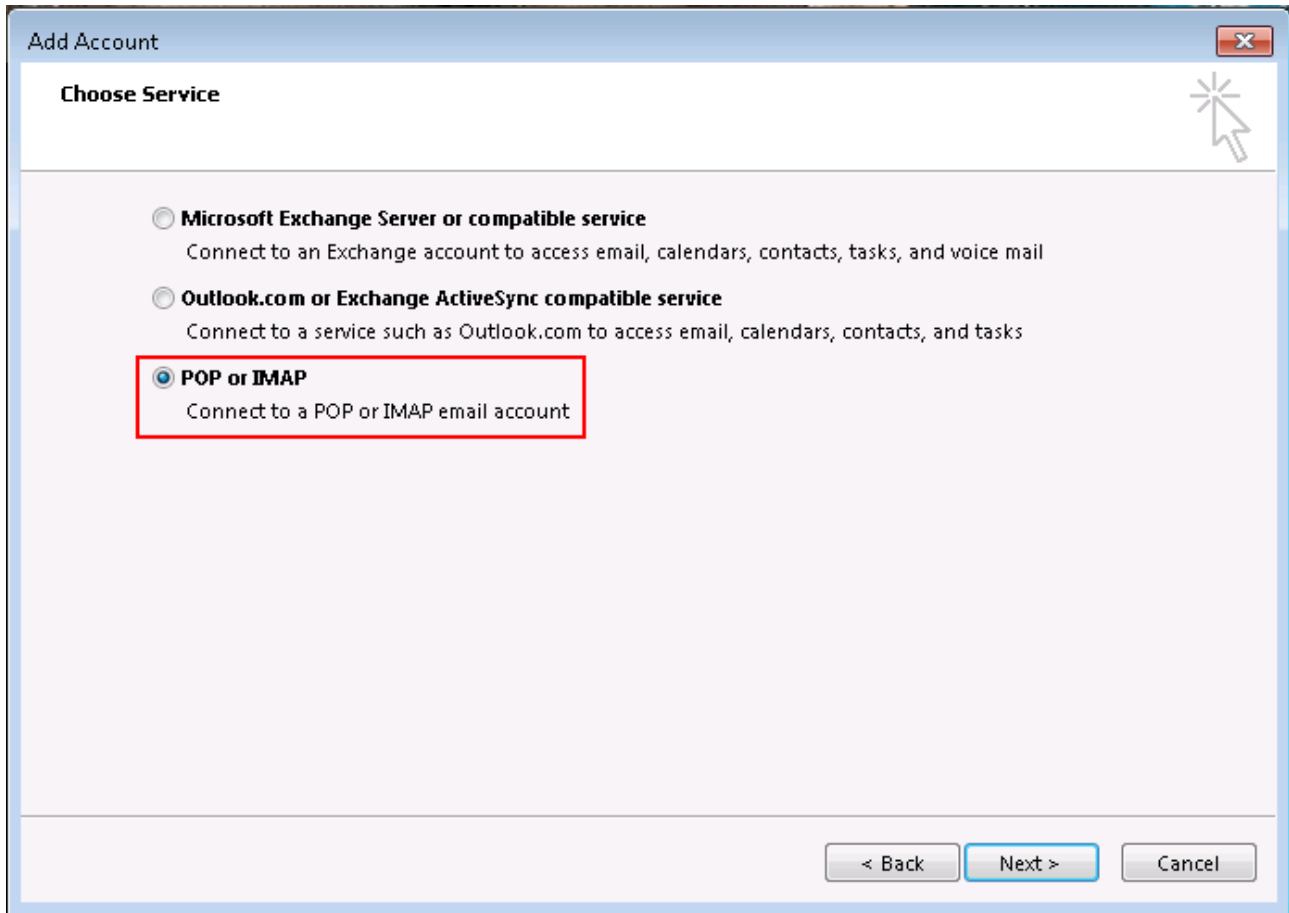 Add Account
Choose Service
Microsoft Exchange Server or compatible service
Connect to an Exchange account to access email, calendars, contacts, tasks, and voice mail
Outlook.com or Exchange ActiveSync compatible service
Connect to a service such as Outlook.com to access email, calendars, contacts, and tasks
POP or IMAP
Connect to a POP or IMAP email account
< Back Next > Cancel